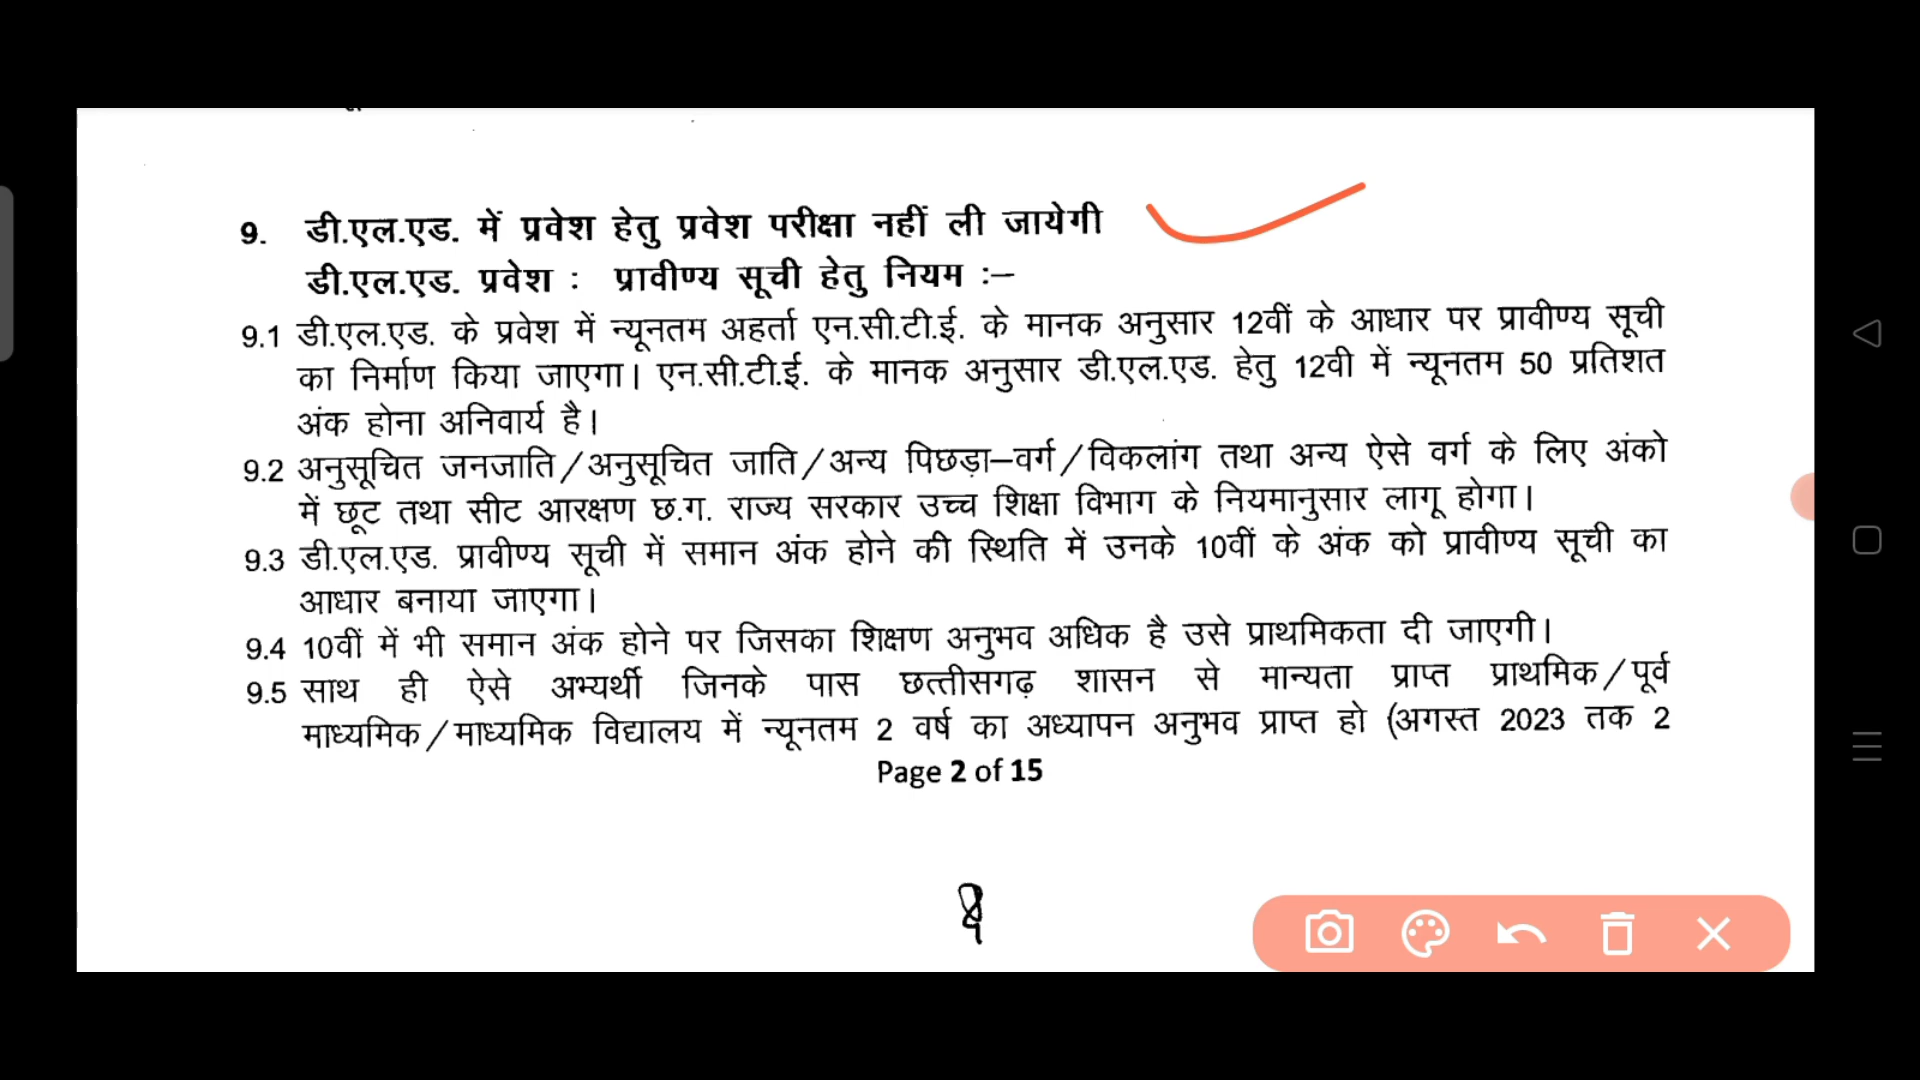 9. डी.एल.एड. में प्रवेश हेतु प्रवेश परीक्षा नहीं ली जायेगी
डी.एल.एड. प्रवेश : प्रावीण्य सूची हेतु नियम :–
9.1 डी.एल.एड. के प्रवेश में न्यूनतम अहर्ता एन.सी.टी.ई. के मानक अनुसार 12वीं के आधार पर प्रावीण्य सूची
का निर्माण किया जाएगा। एन.सी.टी.ई. के मानक अनुसार डी.एल.एड. हेतु 12वी में न्यूनतम 50 प्रतिशत
अंक होना अनिवार्य है।
9.2 अनुसूचित जनजाति/अनुसूचित जाति/अन्य पिछड़ा–वर्ग/विकलांग तथा अन्य ऐसे वर्ग के लिए अंको
में छूट तथा सीट आरक्षण छ.ग. राज्य सरकार उच्च शिक्षा विभाग के नियमानुसार लागू होगा।
9.3 डी.एल.एड. प्रावीण्य सूची में समान अंक होने की स्थिति में उनके 10वीं के अंक को प्रावीण्य सूची का
आधार बनाया जाएगा।
9.4 10वीं में भी समान अंक होने पर जिसका शिक्षण अनुभव अधिक है उसे प्राथमिकता दी जाएगी।
9.5 साथ ही ऐसे अभ्यर्थी जिनके पास छत्तीसगढ़ शासन से मान्यता प्राप्त प्राथमिक/पूर्व
माध्यमिक/माध्यमिक विद्यालय में न्यूनतम 2 वर्ष का अध्यापन अनुभव प्राप्त हो (अगस्त 2023 तक 2
Page 2 of 15